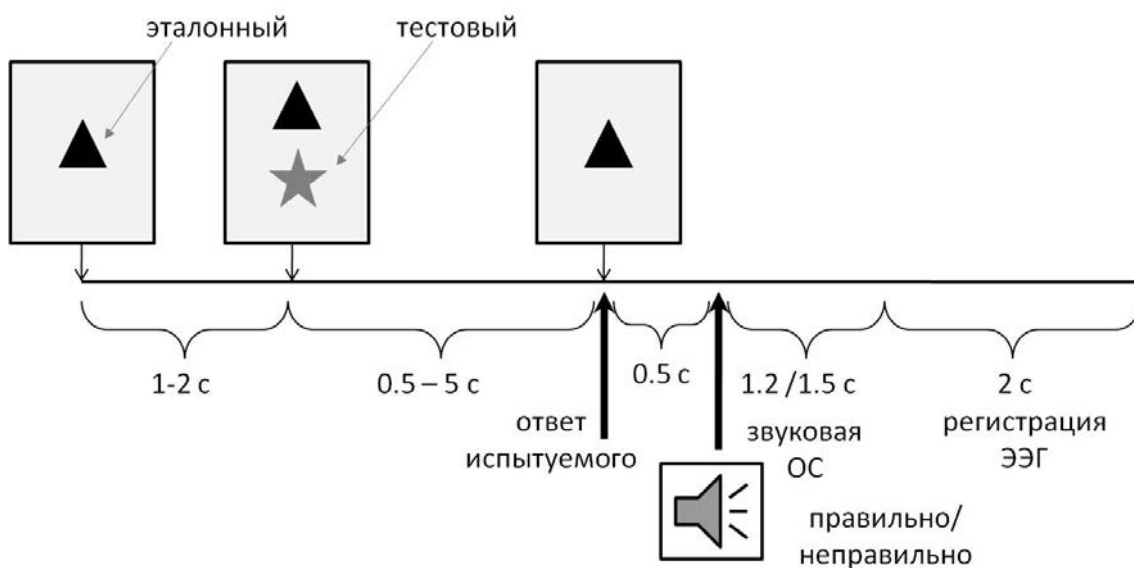 эталонный
тестовый
1-2 с
0.5 – 5 с
0.5 с
1.2 /1.5 с
2 с
ответ
испытуемого
звуковая
ОС
регистрация
ЭЭГ
правильно/
неправильно